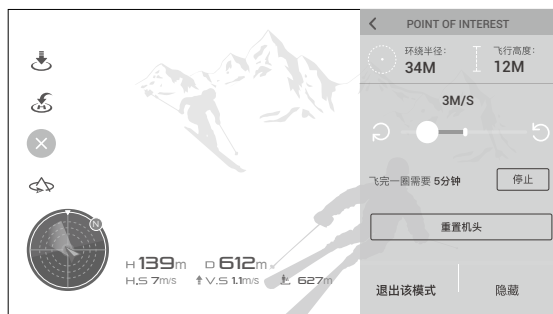 POINT OF INTEREST
环绕半径:
34M
飞行高度:
12M
3M/S
飞完一圈需要 5分钟
停止
重置机头
退出该模式
隐藏
N
H 139m D 612m
H.S 7m/s V.S 1.1m/s 627m